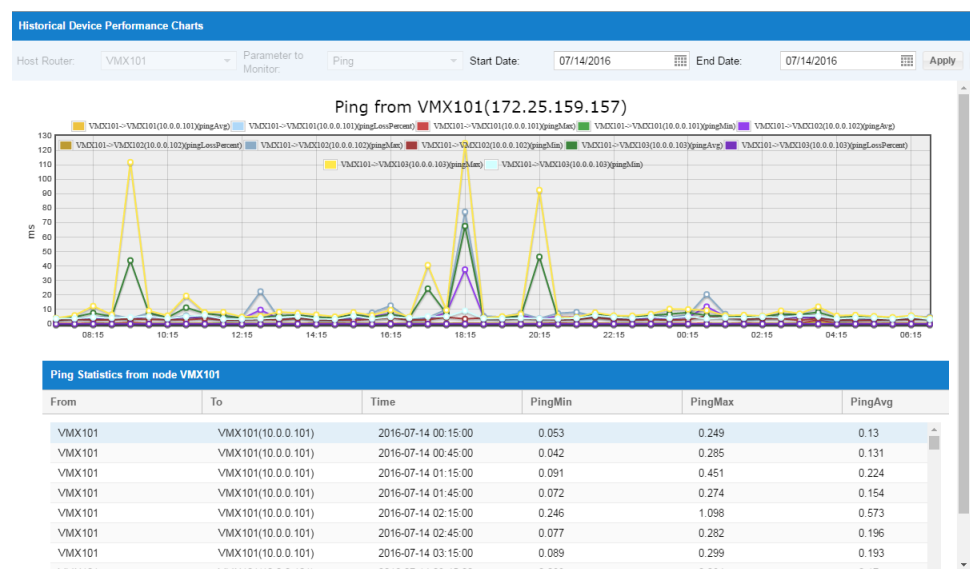 Historical Device Performance Charts
Host Router: VMX101 Parameter to Monitor: Ping Start Date: 07/14/2016 End Date: 07/14/2016 Apply
Ping from VMX101(172.25.159.157)
VMX101->VMX101(10.0.0.101)(pingAvg) VMX101->VMX101(10.0.0.101)(pingLossPercent) VMX101->VMX101(10.0.0.101)(pingMax) VMX101->VMX101(10.0.0.101)(pingMin) VMX101->VMX102(10.0.0.102)(pingAvg)
VMX101->VMX102(10.0.0.102)(pingLossPercent) VMX101->VMX102(10.0.0.102)(pingMax) VMX101->VMX102(10.0.0.102)(pingMin) VMX101->VMX103(10.0.0.103)(pingAvg) VMX101->VMX103(10.0.0.103)(pingLossPercent)
VMX101->VMX103(10.0.0.103)(pingMax) VMX101->VMX103(10.0.0.103)(pingMin)
130
120
110
100
90
80
70
60
50
40
30
20
10
0
ms
08:15 10:15 12:15 14:15 16:15 18:15 20:15 22:15 00:15 02:15 04:15 06:15
Ping Statistics from node VMX101
From To Time PingMin PingMax PingAvg
VMX101 VMX101(10.0.0.101) 2016-07-14 00:15:00 0.053 0.249 0.13
VMX101 VMX101(10.0.0.101) 2016-07-14 00:45:00 0.042 0.285 0.131
VMX101 VMX101(10.0.0.101) 2016-07-14 01:15:00 0.091 0.451 0.224
VMX101 VMX101(10.0.0.101) 2016-07-14 01:45:00 0.072 0.274 0.154
VMX101 VMX101(10.0.0.101) 2016-07-14 02:15:00 0.246 1.098 0.573
VMX101 VMX101(10.0.0.101) 2016-07-14 02:45:00 0.077 0.282 0.196
VMX101 VMX101(10.0.0.101) 2016-07-14 03:15:00 0.089 0.299 0.193